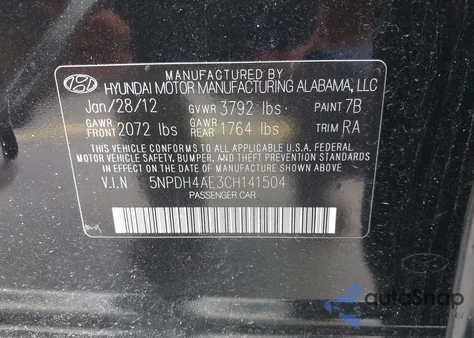 MANUFACTURED BY
HYUNDAI MOTOR MANUFACTURING ALABAMA, LLC
Jan/28/12 GVWR 3792 lbs. PAINT 7B
GAWR FRONT 2072 lbs GAWR REAR 1764 lbs TRIM RA
THIS VEHICLE CONFORMS TO ALL APPLICABLE U.S.A. FEDERAL
MOTOR VEHICLE SAFETY, BUMPER, AND THEFT PREVENTION STANDARDS
IN EFFECT ON THE DATE OF MANUFACTURE SHOWN ABOVE.
V.I.N 5NPDH4AE3CH141504
PASSENGER CAR
autoSnap